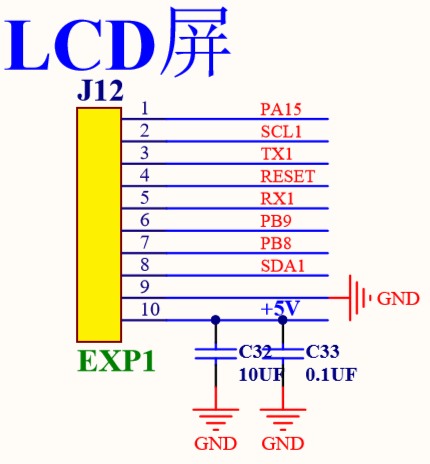 LCD屏
J12
1 PA15
2 SCL1
3 TX1
4 RESET
5 RX1
6 PB9
7 PB8
8 SDA1
9 GND
10 +5V
C32 C33
10UF 0.1UF
EXP1
GND GND